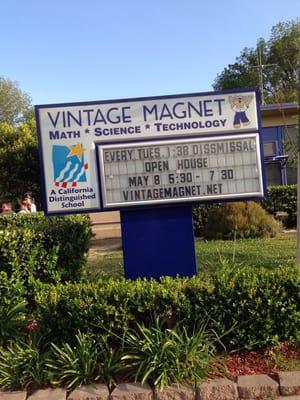 VINTAGE MAGNET
MATH * SCIENCE * TECHNOLOGY
EVERY TUES 1:38 DISMISSAL
OPEN HOUSE
MAY 8 5:30 - 7:30
VINTAGEMAGNET.NET
A CALIFORNIA
Distinguished
School